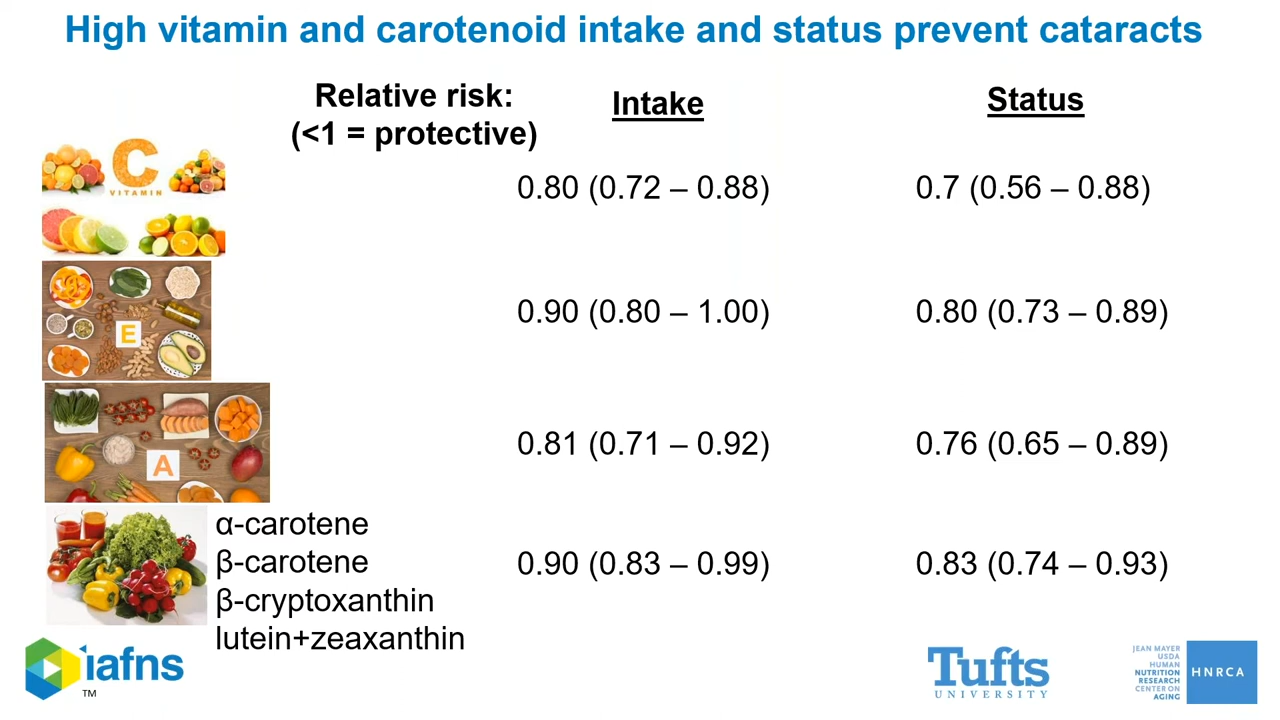 High vitamin and carotenoid intake and status prevent cataracts
Relative risk:
(<1 = protective)
Intake
Status
C
VITAMIN
0.80 (0.72 – 0.88)
0.7 (0.56 – 0.88)
E
0.90 (0.80 – 1.00)
0.80 (0.73 – 0.89)
A
0.81 (0.71 – 0.92)
0.76 (0.65 – 0.89)
α-carotene
β-carotene
β-cryptoxanthin
lutein+zeaxanthin
0.90 (0.83 – 0.99)
0.83 (0.74 – 0.93)
iafns
TM
Tufts
UNIVERSITY
JEAN MAYER
USDA
HUMAN
NUTRITION
RESEARCH
CENTER ON
AGING
HNRCA